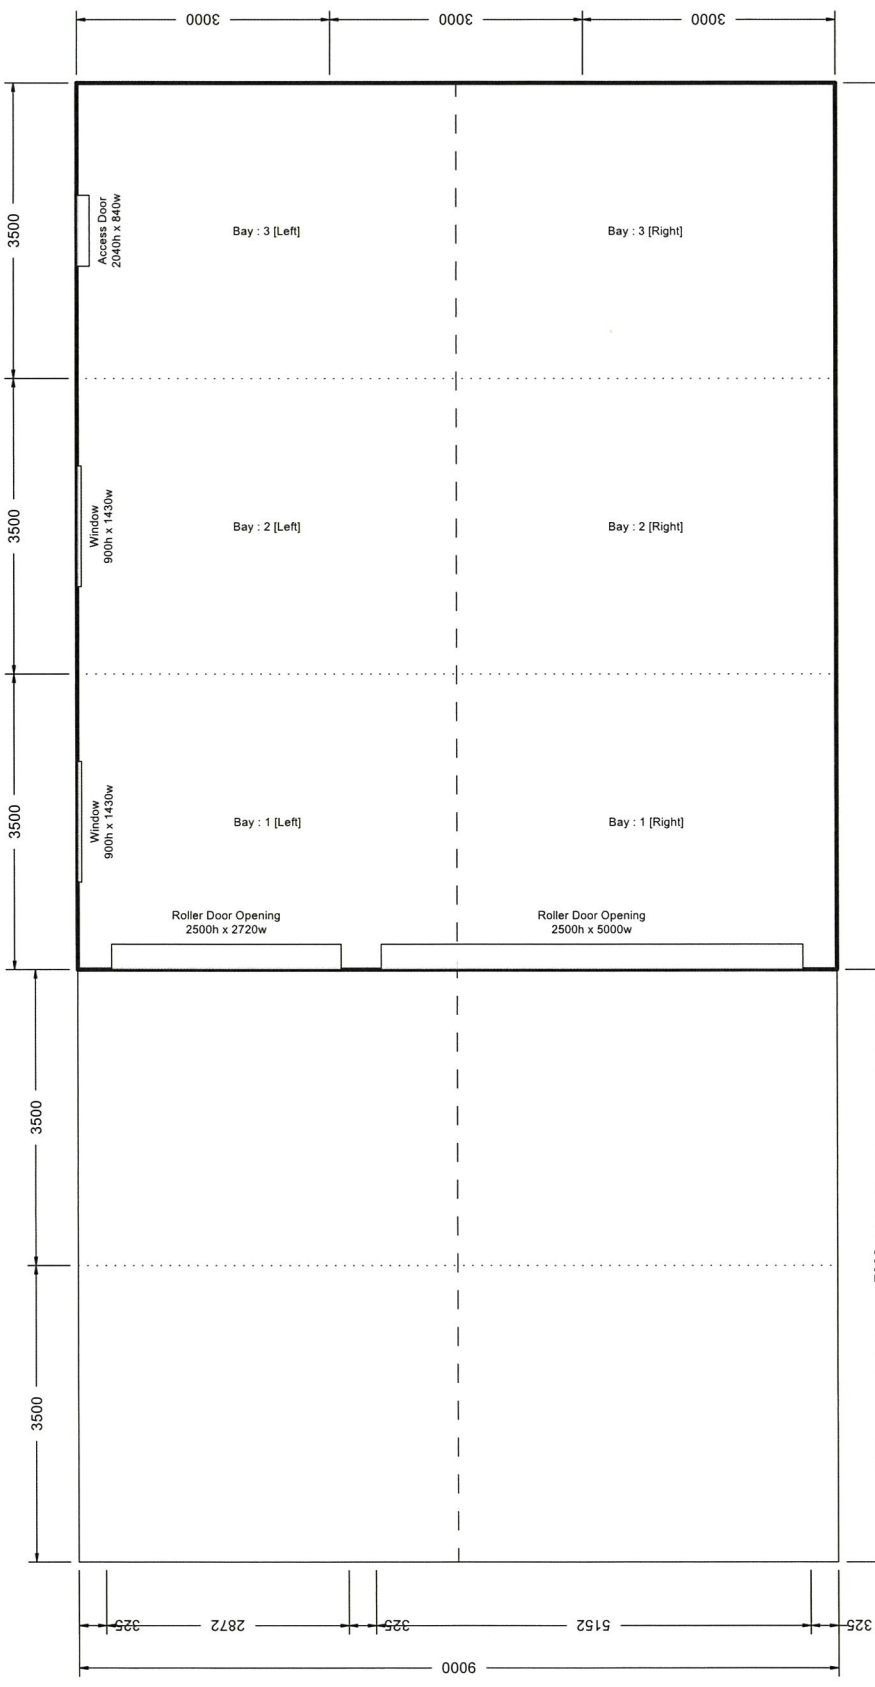 3000
3000
3000
3500
Access Door
2040h x 840w
Bay : 3 [Left]
Bay : 3 [Right]
3500
Window
900h x 1430w
Bay : 2 [Left]
Bay : 2 [Right]
3500
Window
900h x 1430w
Bay : 1 [Left]
Bay : 1 [Right]
Roller Door Opening
2500h x 2720w
Roller Door Opening
2500h x 5000w
3500
3500
325
2872
325
5152
325
9000